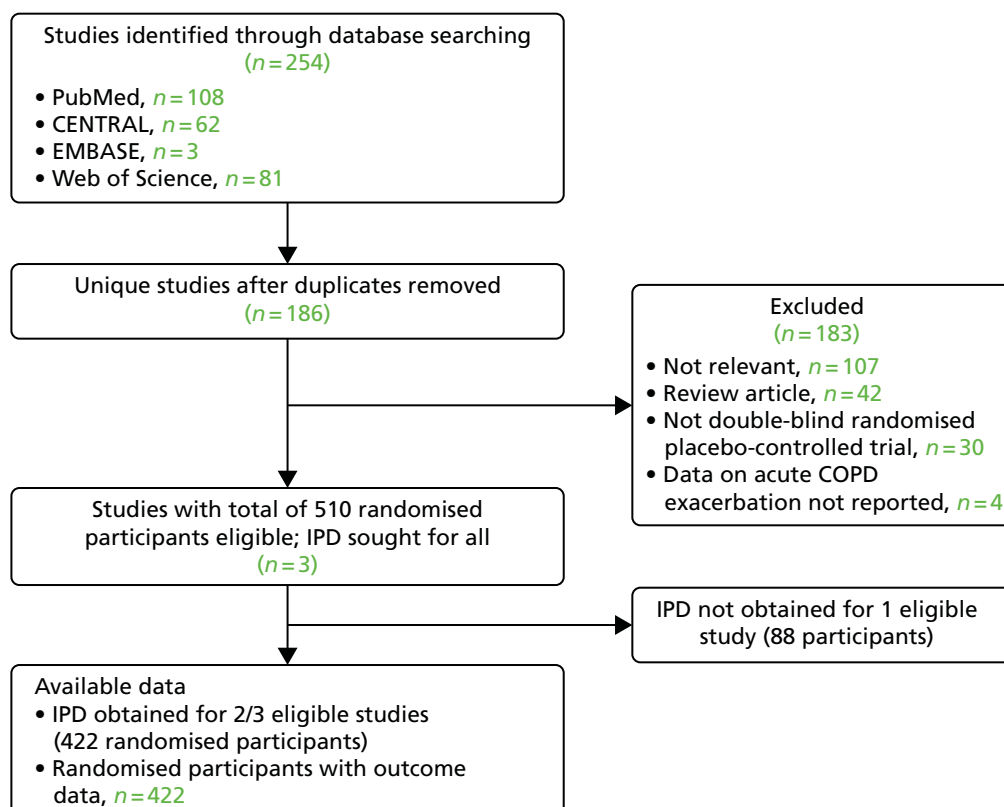 Studies identified through database searching
(n=254)
• PubMed, n=108
• CENTRAL, n=62
• EMBASE, n=3
• Web of Science, n=81
Unique studies after duplicates removed
(n=186)
Excluded
(n=183)
• Not relevant, n=107
• Review article, n=42
• Not double-blind randomised
placebo-controlled trial, n=30
• Data on acute COPD
exacerbation not reported, n=4
Studies with total of 510 randomised
participants eligible; IPD sought for all
(n=3)
IPD not obtained for 1 eligible
study (88 participants)
Available data
• IPD obtained for 2/3 eligible studies
(422 randomised participants)
• Randomised participants with outcome
data, n=422